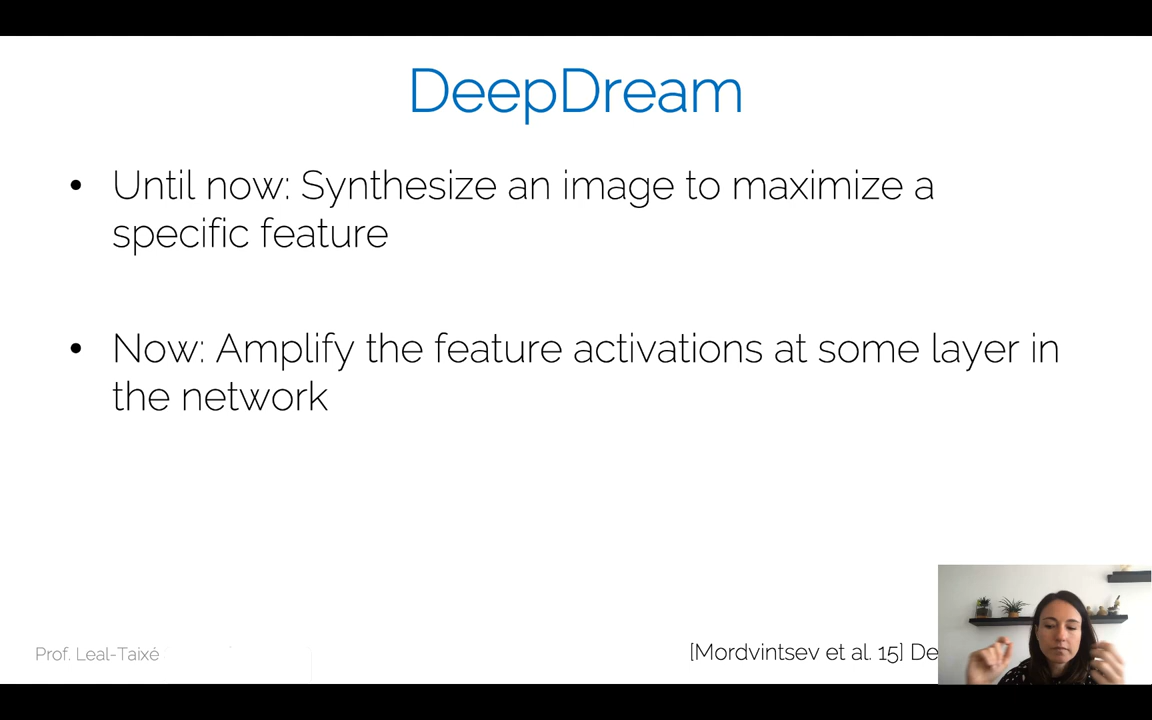 DeepDream
• Until now: Synthesize an image to maximize a
specific feature
• Now: Amplify the feature activations at some layer in
the network
Prof. Leal-Taixé
[Mordvintsev et al. 15]